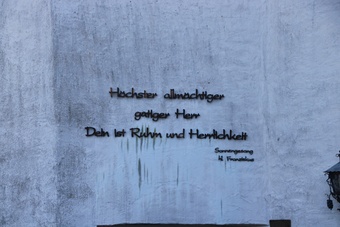 Höchster allmächtiger
gütiger Herr
Dein ist Ruhm und Herrlichkeit
Sonnengesang
hl. Franziskus